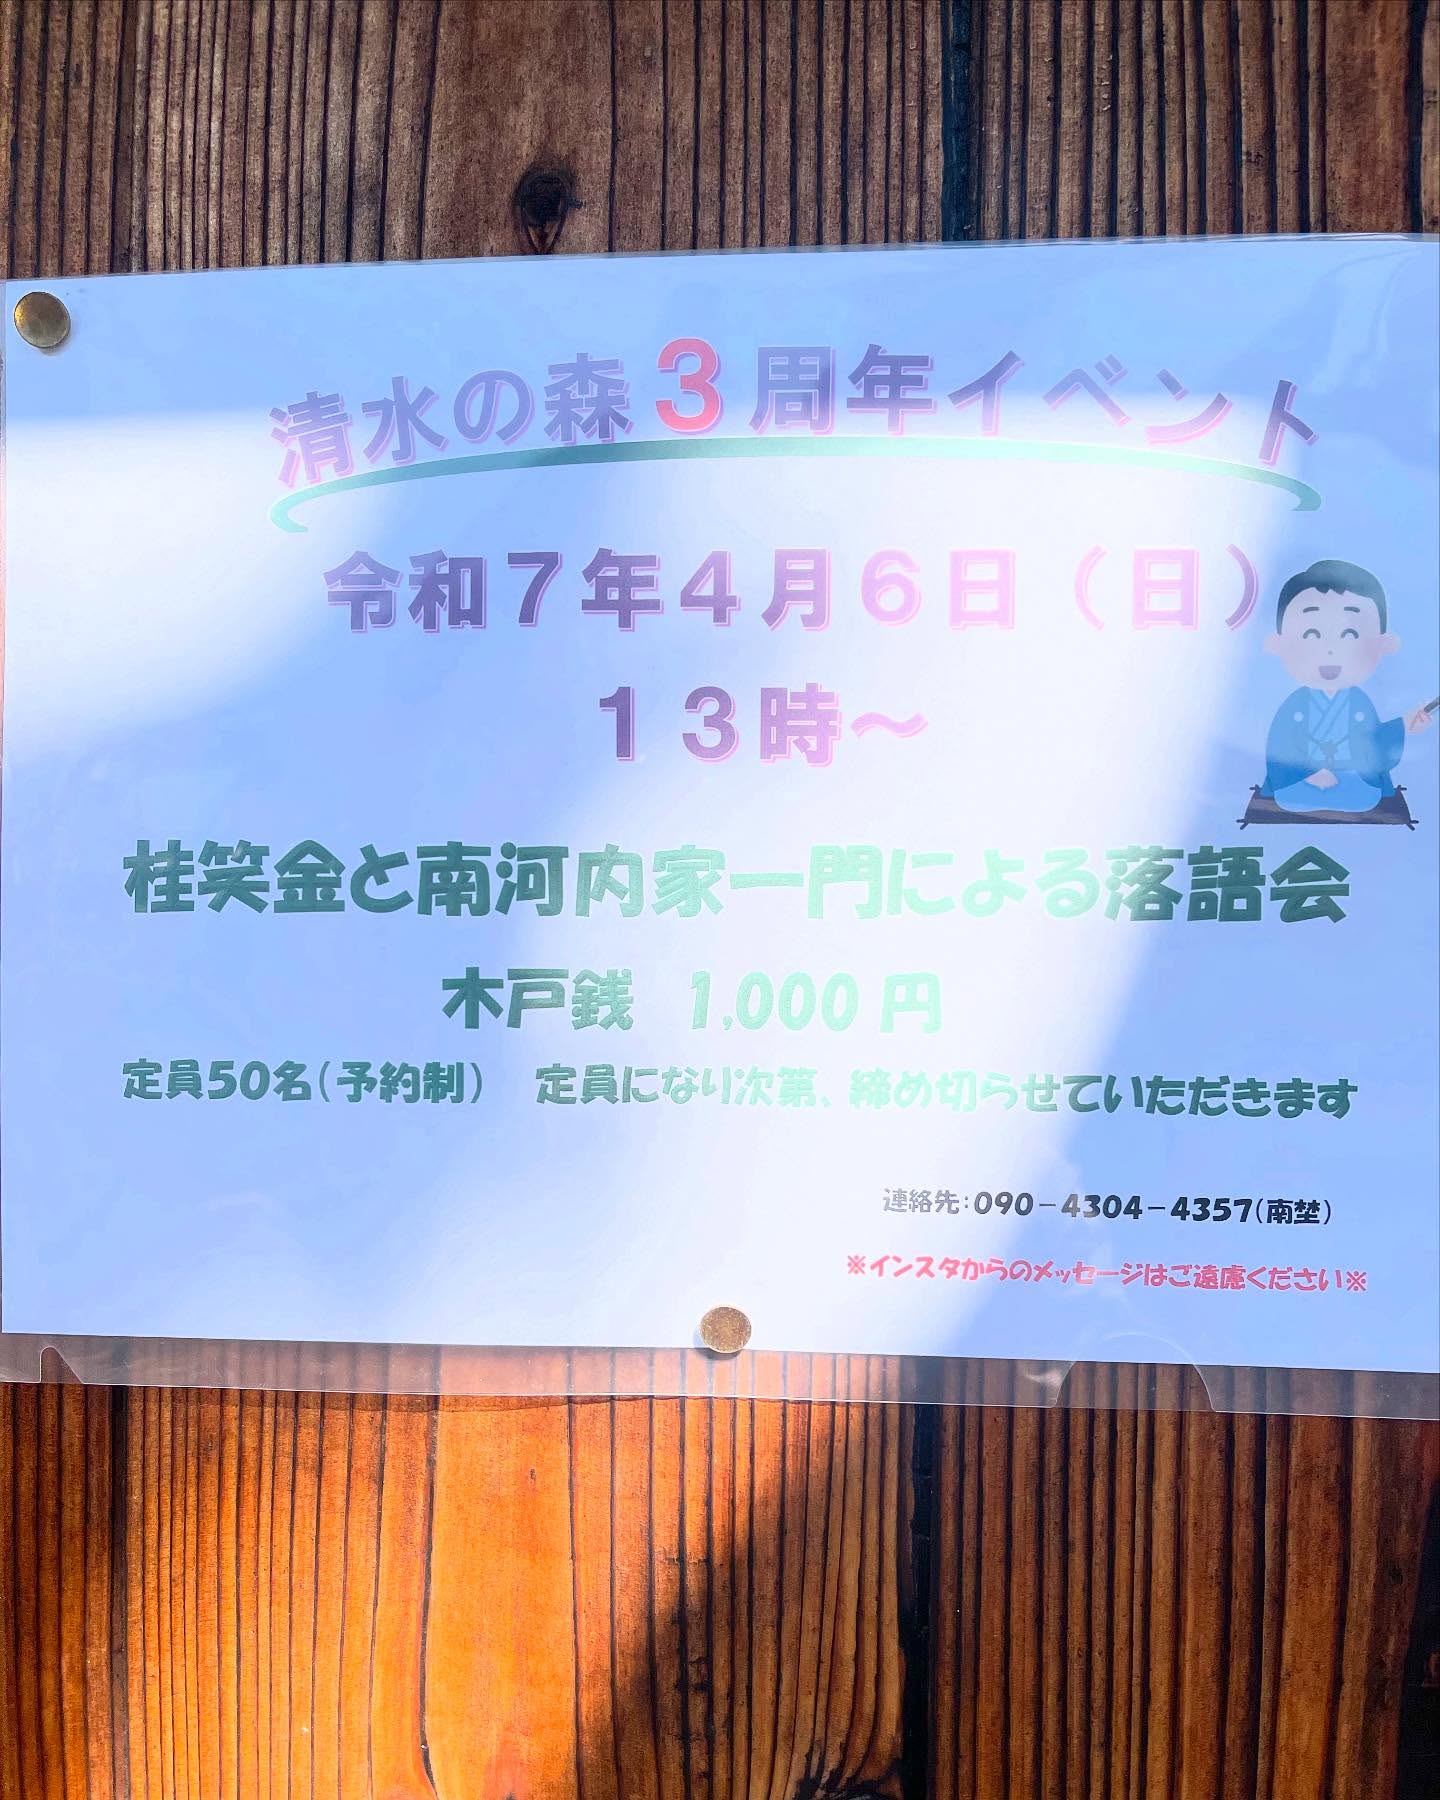 清水の森3周年イベント
令和7年4月6日（日）
13時～
桂笑金と南河内家一門による落語会
木戸銭　1,000円
定員50名（予約制）　定員になり次第、締め切らせていただきます
連絡先：090－4304－4357（南埜）
※インスタからのメッセージはご遠慮ください※